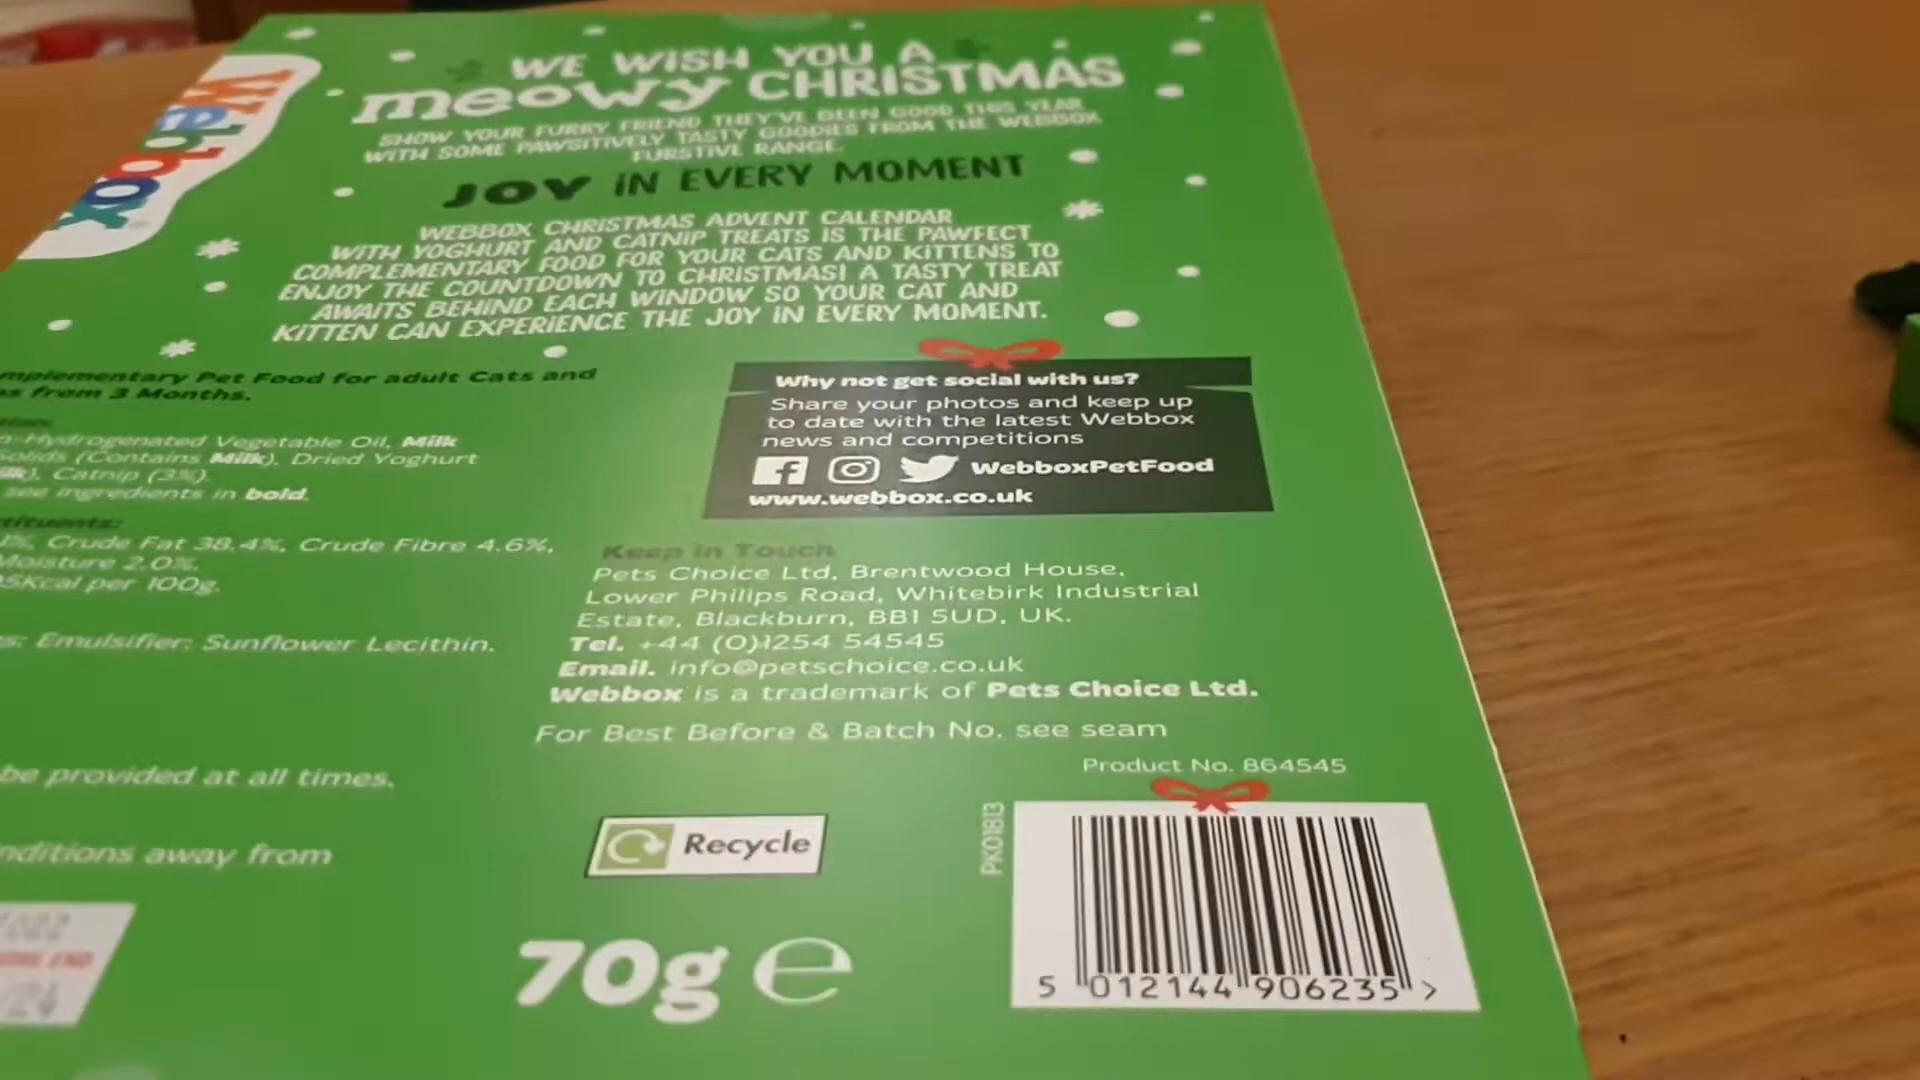 Webbox
WE WISH YOU A
meowy CHRISTMAS
SHOW YOUR FURRY FRIEND THEY'VE BEEN GOOD THIS YEAR
WITH SOME PAWSITIVELY TASTY GOODIES FROM THE WEBBOX
FURSTIVE RANGE.
JOY IN EVERY MOMENT
WEBBOX CHRISTMAS ADVENT CALENDAR
WITH YOGHURT AND CATNIP TREATS IS THE PAWFECT
COMPLEMENTARY FOOD FOR YOUR CATS AND KITTENS TO
ENJOY THE COUNTDOWN TO CHRISTMAS! A TASTY TREAT
AWAITS BEHIND EACH WINDOW SO YOUR CAT AND
KITTEN CAN EXPERIENCE THE JOY IN EVERY MOMENT.
mplementary Pet Food for adult Cats and
from 3 Months.
n-Hydrogenated Vegetable Oil, Milk
Solids (Contains Milk), Dried Yoghurt
Catnip (3%).
see ingredients in bold.
tituents:
Crude Fat 38.4%, Crude Fibre 4.6%,
Moisture 2.0%.
5Kcal per 100g.
s: Emulsifier: Sunflower Lecithin.
be provided at all times.
nditions away from
Why not get social with us?
Share your photos and keep up
to date with the latest Webbox
news and competitions
WebboxPetFood
www.webbox.co.uk
Keep in Touch
Pets Choice Ltd, Brentwood House,
Lower Philips Road, Whitebirk Industrial
Estate, Blackburn, BB1 5UD, UK.
Tel. +44 (0)1254 54545
Email. info@petschoice.co.uk
Webbox is a trademark of Pets Choice Ltd.
For Best Before & Batch No. see seam
Product No. 864545
PK01813
Recycle
70g e
5 012144 906235 >